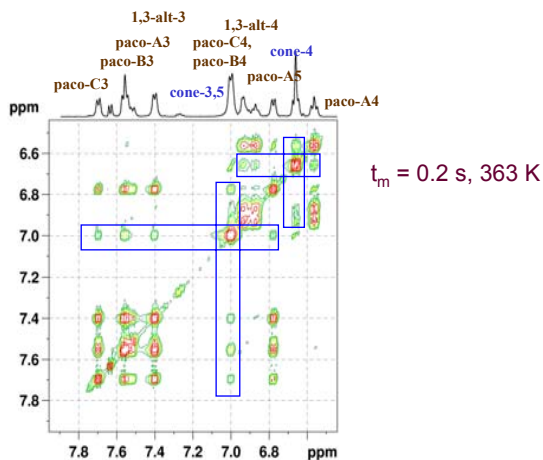 1,3-alt-3
1,3-alt-4
paco-A3
paco-C4,
cone-4
paco-B3
paco-B4
paco-C3
cone-3,5
paco-A5
paco-A4
ppm
6.6
6.8
7.0
7.2
7.4
7.6
7.8
7.8 7.6 7.4 7.2 7.0 6.8 ppm
tm = 0.2 s, 363 K